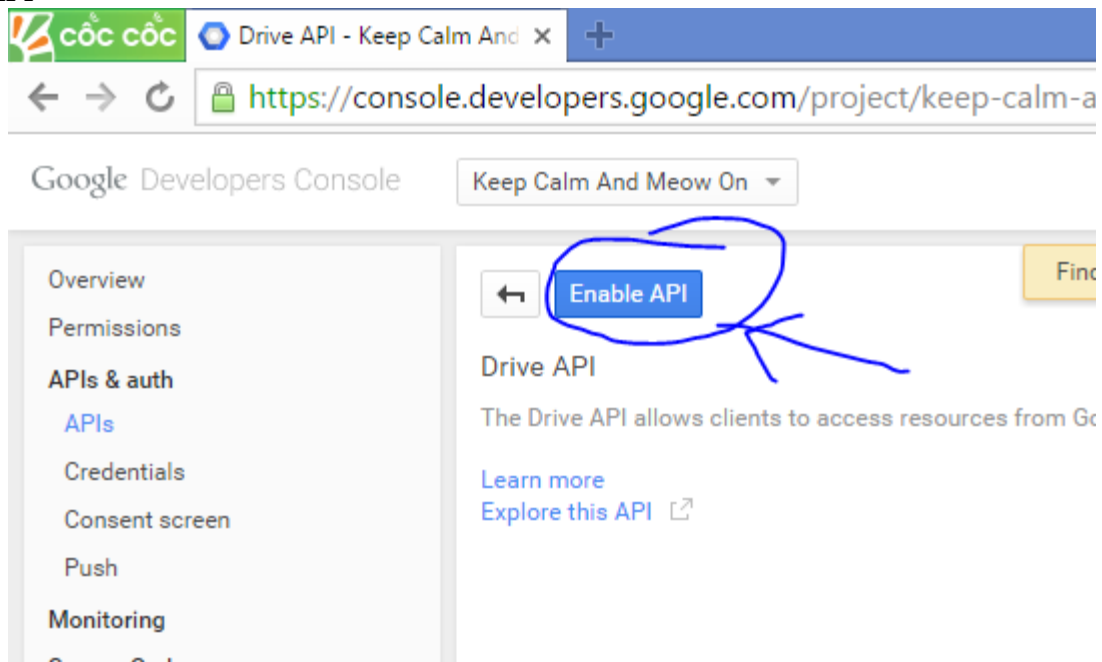 cốc cốc
Drive API - Keep Calm And
https://console.developers.google.com/project/keep-calm-a
Google Developers Console
Keep Calm And Meow On
Overview
Permissions
APIs & auth
APIs
Credentials
Consent screen
Push
Monitoring
Enable API
Find
Drive API
The Drive API allows clients to access resources from Go
Learn more
Explore this API